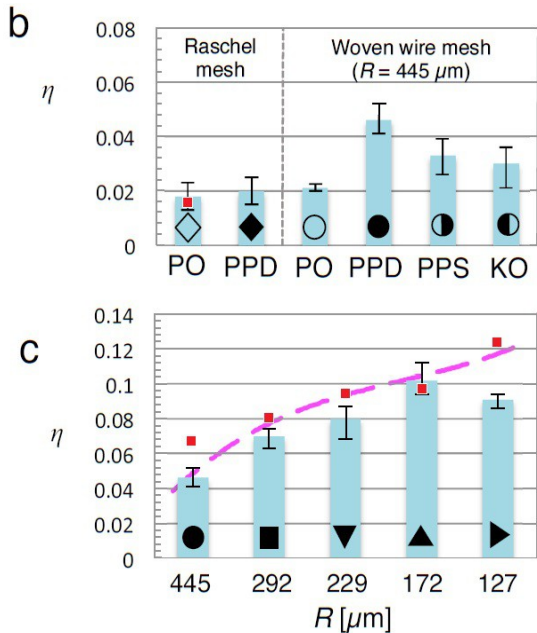 b
Raschel mesh
Woven wire mesh (R = 445 µm)
η
0.08
0.06
0.04
0.02
0
PO PPD PO PPD PPS KO
c
η
0.14
0.12
0.1
0.08
0.06
0.04
0.02
0
445 292 229 172 127
R [µm]